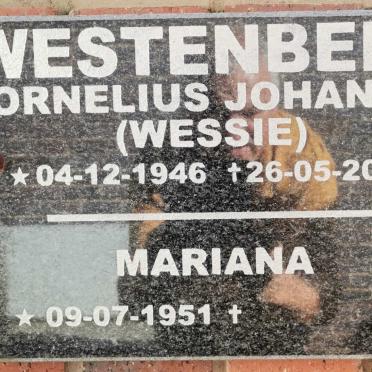 WESTENBE
ORNELIUS JOHAN
(WESSIE)
★ 04-12-1946 ✝26-05-20
MARIANA
★ 09-07-1951 ✝